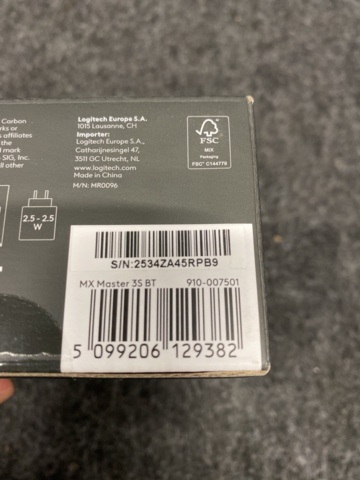 Carbon
rks or
s affiliates
d the
d mark
SIG, Inc.
ll other
Logitech Europe S.A.
1015 Lausanne, CH
Importer:
Logitech Europe S.A.,
Catharijnesingel 47,
3511 GC Utrecht, NL
www.logitech.com
Made in China
M/N: MR0096
FSC
MIX
Packaging
FSC® C144778
2.5 - 2.5
W
S/N:2534ZA45RPB9
MX Master 3S BT 910-007501
5 099206 129382